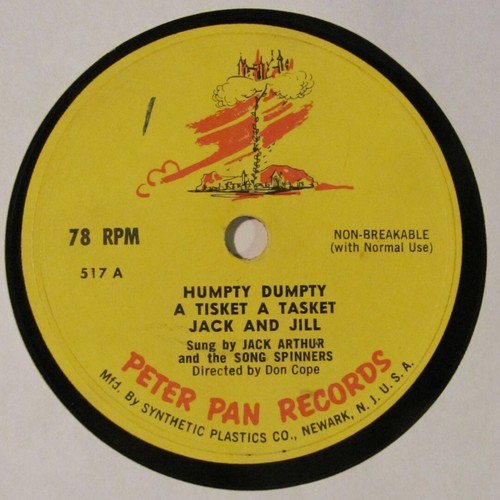 78 RPM
517 A
NON-BREAKABLE
(with Normal Use)
HUMPTY DUMPTY
A TISKET A TASKET
JACK AND JILL
Sung by JACK ARTHUR
and the SONG SPINNERS
Directed by Don Cope
PETER PAN RECORDS
Mfd. By SYNTHETIC PLASTICS CO., NEWARK, N. J. U. S. A.